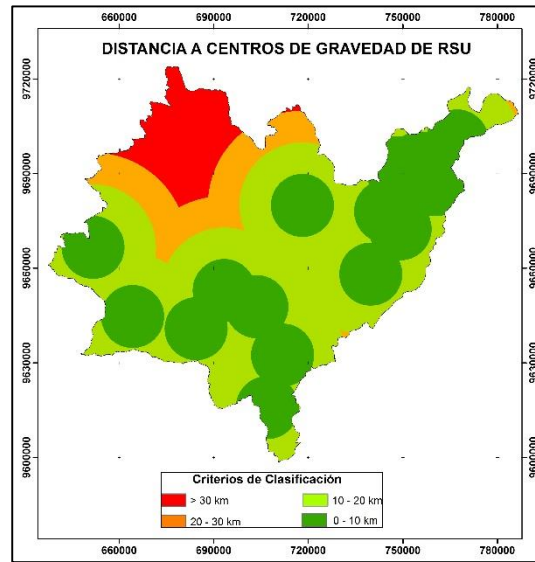 660000 690000 720000 750000 780000
DISTANCIA A CENTROS DE GRAVEDAD DE RSU
9720000 9720000
9690000 9690000
9660000 9660000
9630000 9630000
9600000 9600000
Criterios de Clasificación
> 30 km 10 - 20 km
20 - 30 km 0 - 10 km
660000 690000 720000 750000 780000